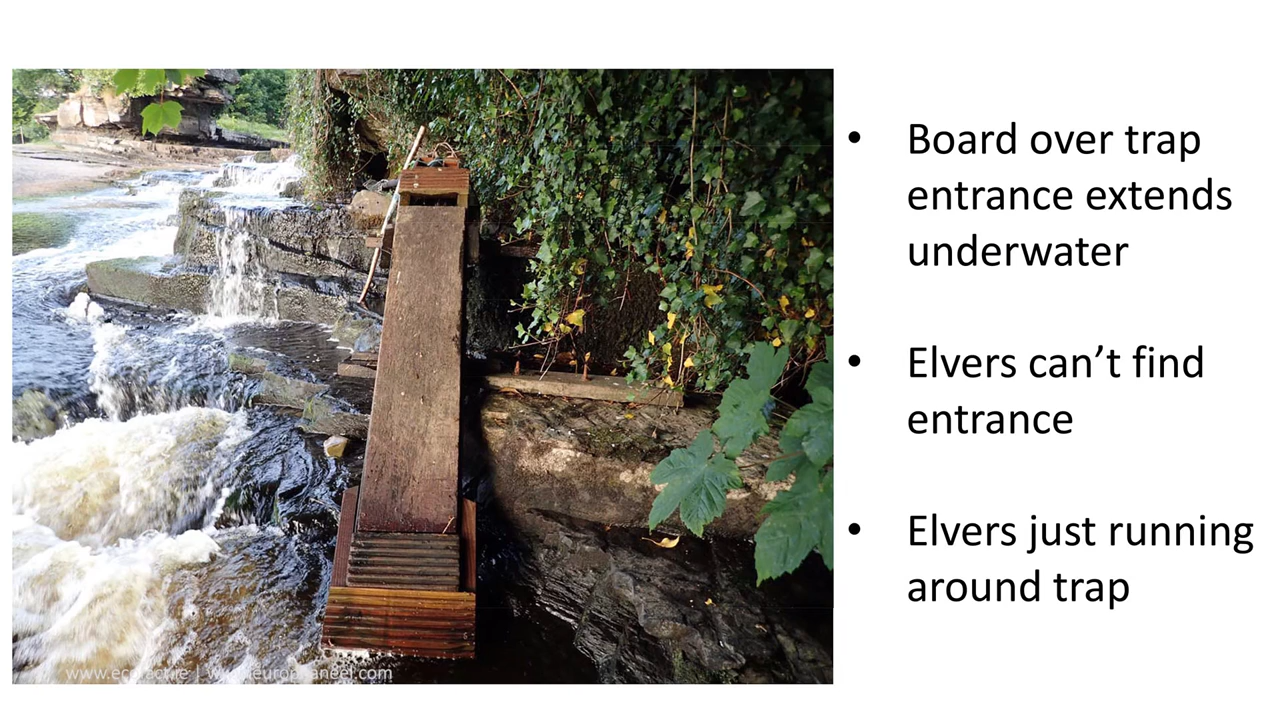 • Board over trap
entrance extends
underwater
• Elvers can’t find
entrance
• Elvers just running
around trap